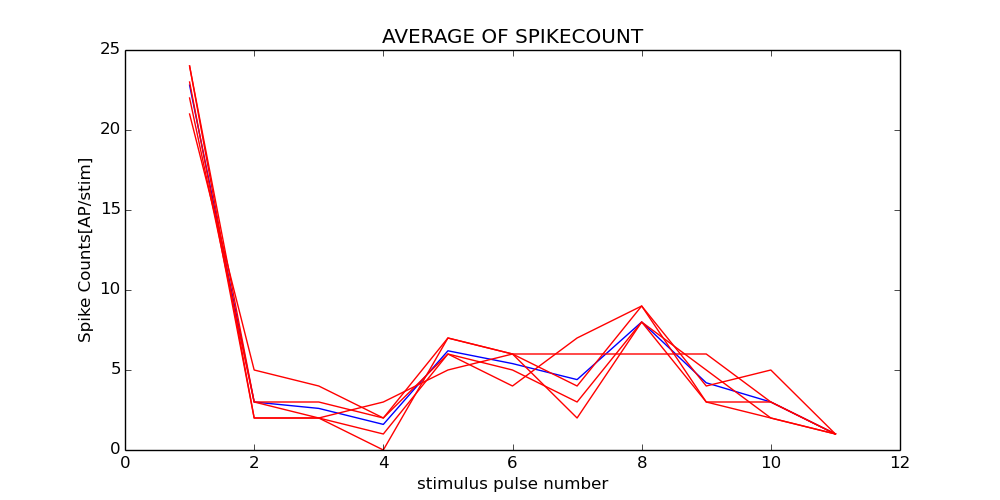 AVERAGE OF SPIKECOUNT
25
20
15
10
5
0
Spike Counts[AP/stim]
0 2 4 6 8 10 12
stimulus pulse number